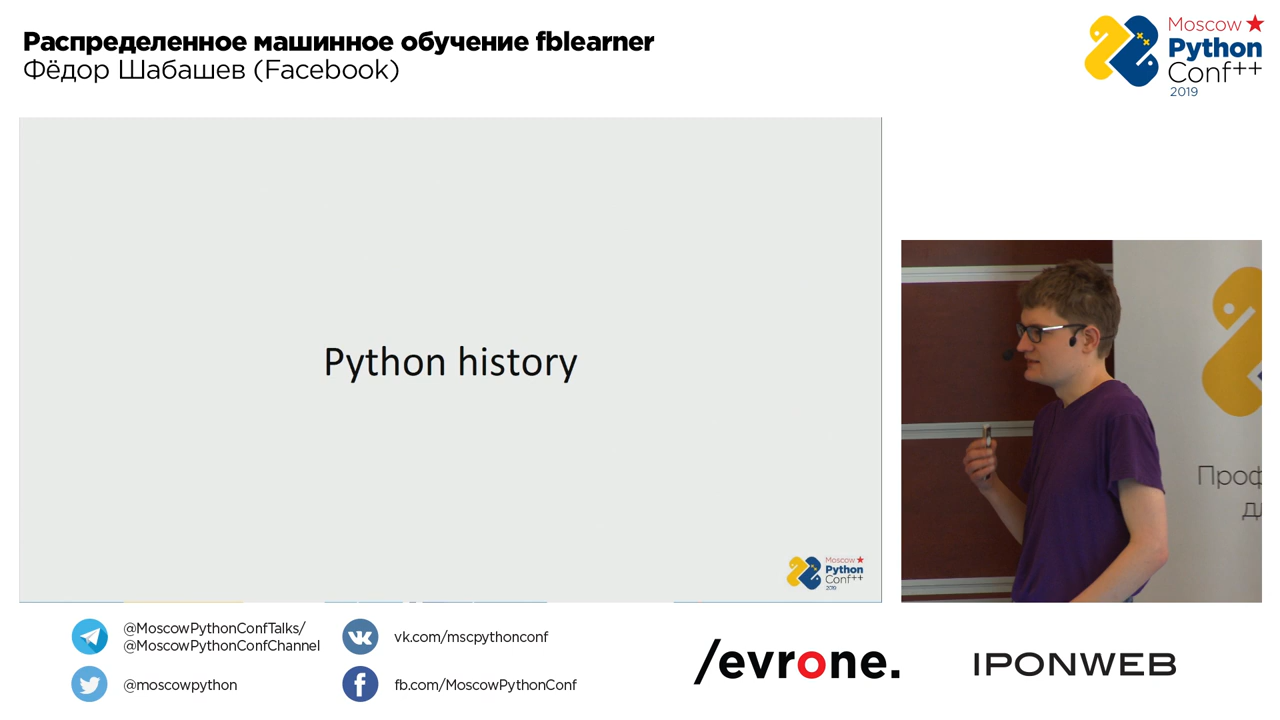 Распределенное машинное обучение fblearner
Фёдор Шабашев (Facebook)
Moscow
Python
Conf++
2019
Python history
Moscow
Python
Conf++
2019
Проф
@MoscowPythonConfTalks/
@MoscowPythonConfChannel
vk.com/mscpythonconf
@moscowpython
fb.com/MoscowPythonConf
/evrone.
IPONWEB